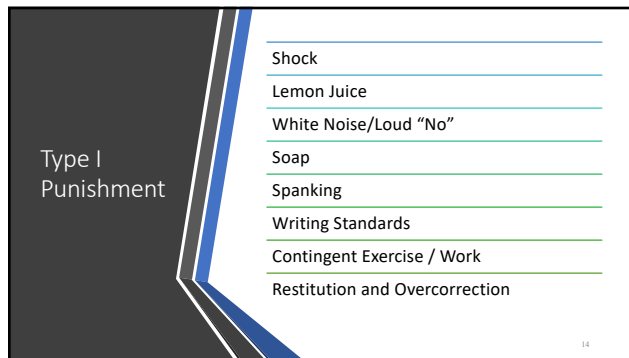 Type I
Punishment
Shock
Lemon Juice
White Noise/Loud “No”
Soap
Spanking
Writing Standards
Contingent Exercise / Work
Restitution and Overcorrection
14